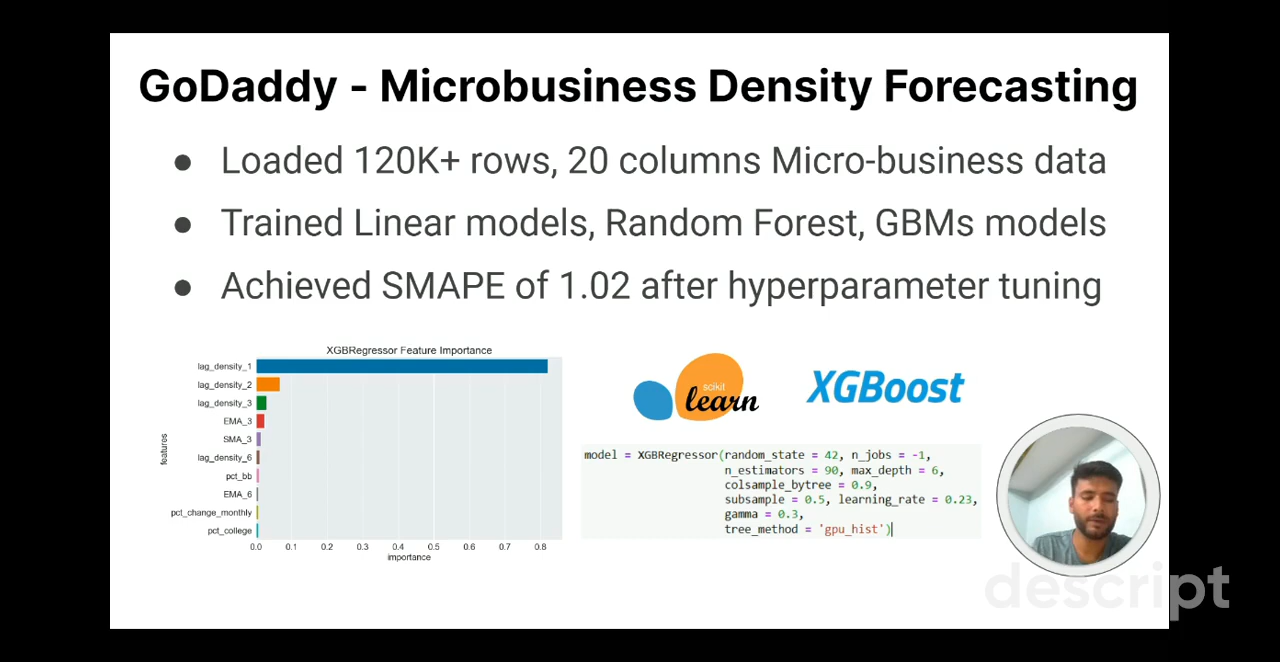 GoDaddy - Microbusiness Density Forecasting
● Loaded 120K+ rows, 20 columns Micro-business data
● Trained Linear models, Random Forest, GBMs models
● Achieved SMAPE of 1.02 after hyperparameter tuning
XGBRegressor Feature Importance
lag_density_1
lag_density_2
lag_density_3
EMA_3
SMA_3
lag_density_6
pct_bb
EMA_6
pct_change_monthly
pct_college
features
0.0 0.1 0.2 0.3 0.4 0.5 0.6 0.7 0.8
importance
scikit
learn
XGBoost
model = XGBRegressor(random_state = 42, n_jobs = -1,
n_estimators = 90, max_depth = 6,
colsample_bytree = 0.9,
subsample = 0.5, learning_rate = 0.23,
gamma = 0.3,
tree_method = 'gpu_hist')
descript